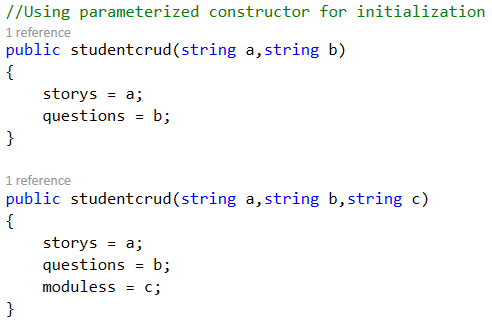 //Using parameterized constructor for initialization
1 reference
public studentcrud(string a,string b)
{
    storys = a;
    questions = b;
}
1 reference
public studentcrud(string a,string b,string c)
{
    storys = a;
    questions = b;
    moduless = c;
}